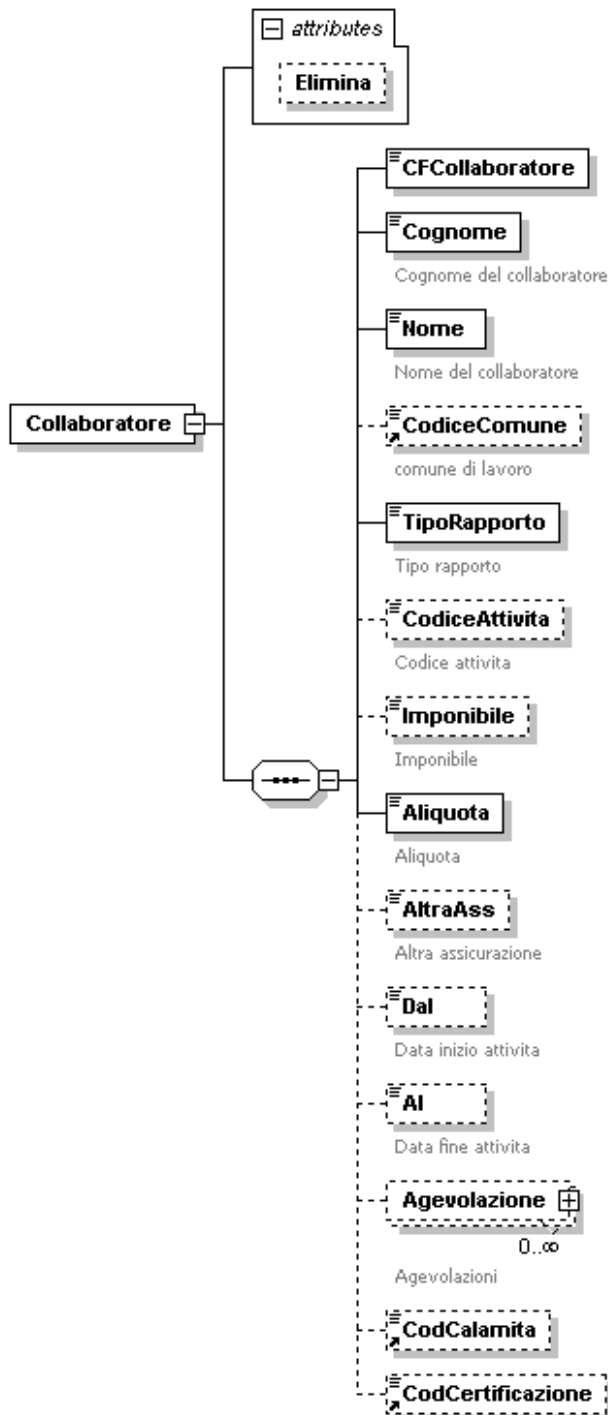 attributes
Elimina
CFCollaboratore
Cognome
Cognome del collaboratore
Nome
Nome del collaboratore
Collaboratore
CodiceComune
comune di lavoro
TipoRapporto
Tipo rapporto
CodiceAttivita
Codice attivita
Imponibile
Imponibile
Aliquota
Aliquota
AltraAss
Altra assicurazione
Dal
Data inizio attivita
Al
Data fine attivita
Agevolazione
0..∞
Agevolazioni
CodCalamita
CodCertificazione